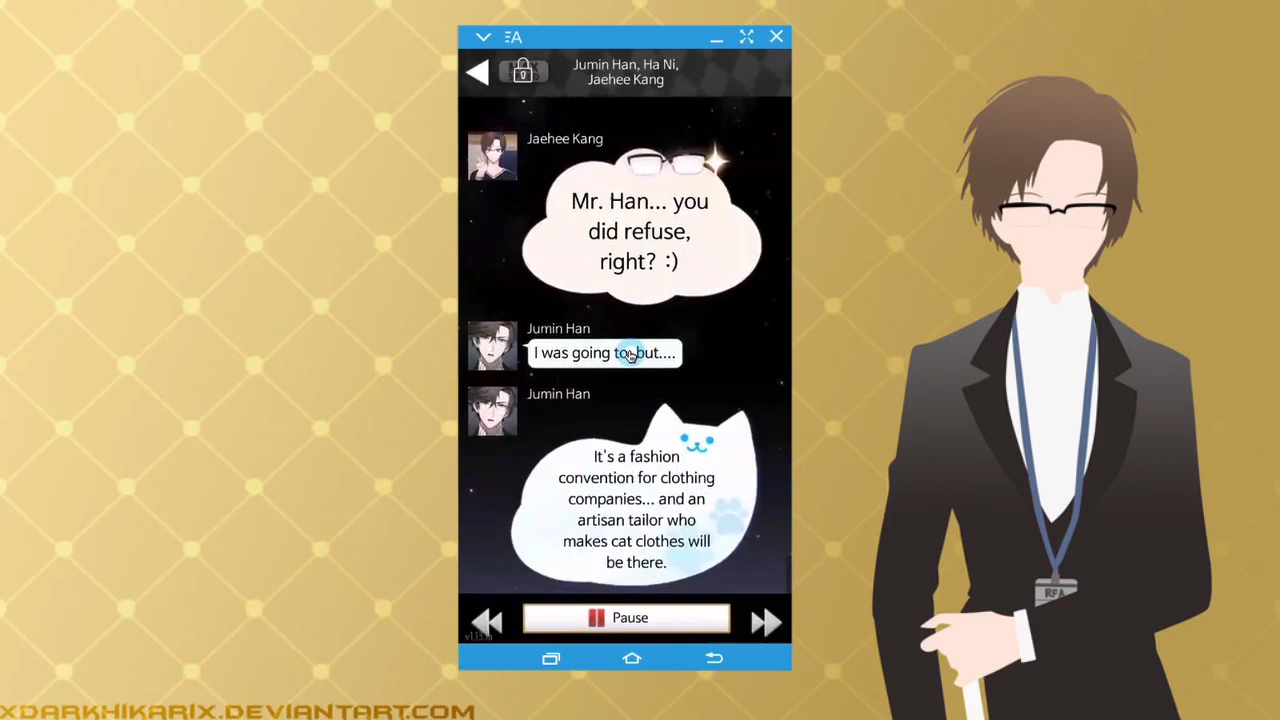 ΞA
Jumin Han, Ha Ni,
Jaehee Kang
Jaehee Kang
Mr. Han... you
did refuse,
right? :)
Jumin Han
I was going to but....
Jumin Han
It's a fashion
convention for clothing
companies... and an
artisan tailor who
makes cat clothes will
be there.
Pause
RFA
XDARKHIKARIX.DEVIANTART.COM